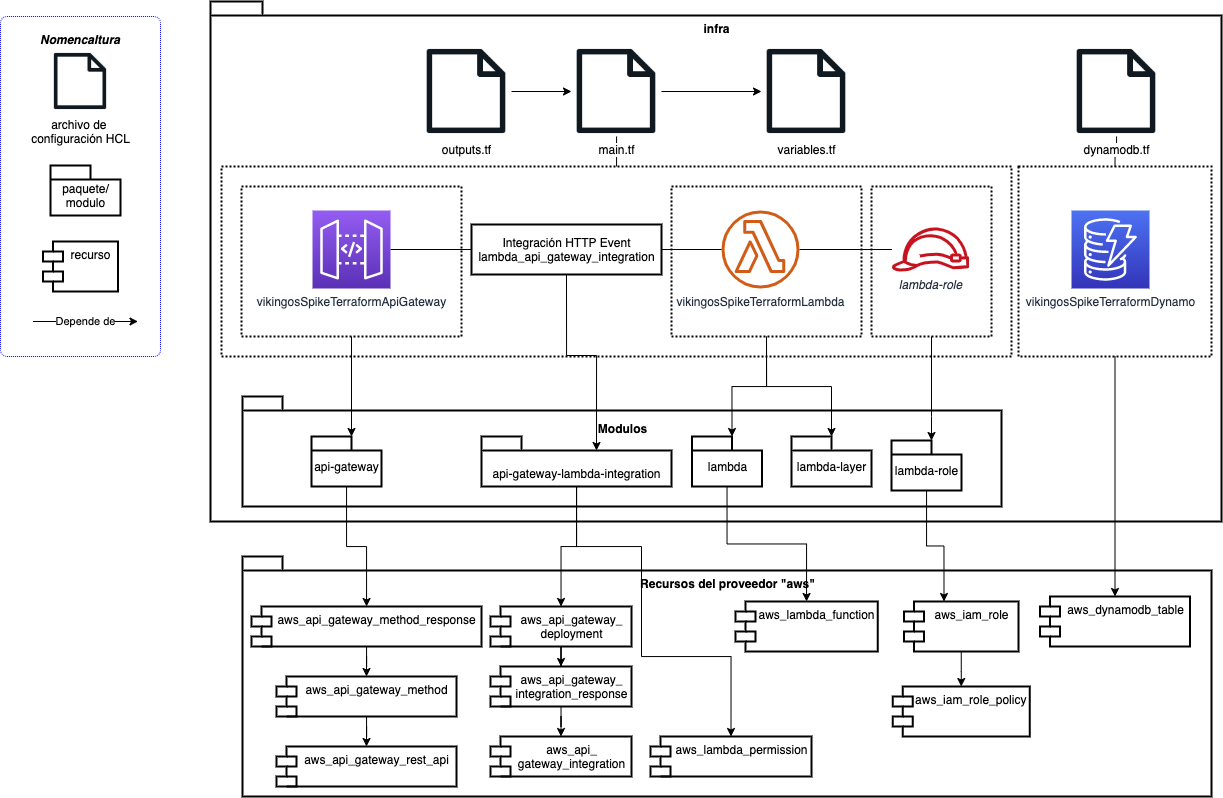 Nomencaltura
archivo de
configuración HCL
paquete/
modulo
recurso
Depende de
infra
outputs.tf
main.tf
variables.tf
dynamodb.tf
</>
vikingosSpikeTerraformApiGateway
Integración HTTP Event
lambda_api_gateway_integration
vikingosSpikeTerraformLambda
lambda-role
vikingosSpikeTerraformDynamo
Modulos
api-gateway
api-gateway-lambda-integration
lambda
lambda-layer
lambda-role
Recursos del proveedor "aws"
aws_api_gateway_method_response
aws_api_gateway_method
aws_api_gateway_rest_api
aws_api_gateway_
deployment
aws_api_gateway_
integration_response
aws_api_
gateway_integration
aws_lambda_permission
aws_lambda_function
aws_iam_role
aws_iam_role_policy
aws_dynamodb_table